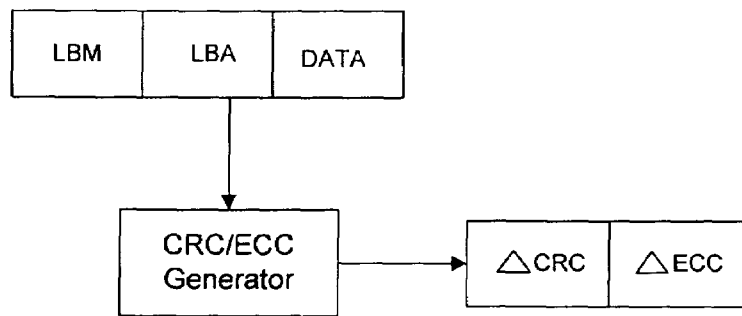 LBM LBA DATA
CRC/ECC
Generator
△CRC △ECC